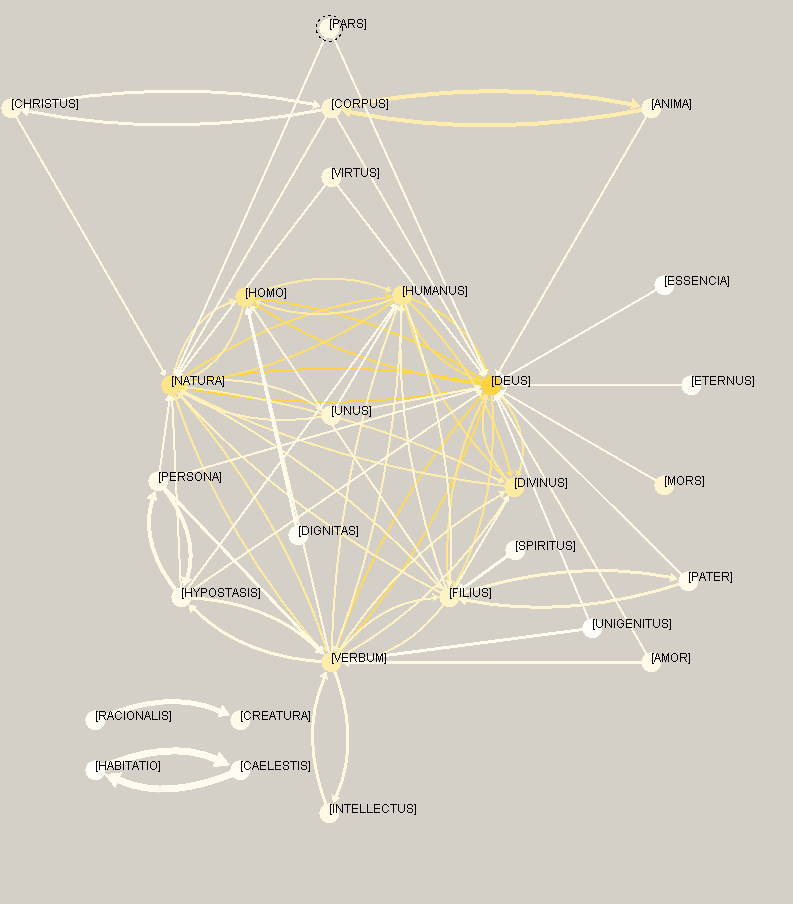 [PARS]
[CHRISTUS]
[CORPUS]
[ANIMA]
[VIRTUS]
[ESSENCIA]
[HOMO]
[HUMANUS]
[NATURA]
[DEUS]
[ETERNUS]
[UNUS]
[PERSONA]
[DIVINUS]
[MORS]
[DIGNITAS]
[SPIRITUS]
[HYPOSTASIS]
[FILIUS]
[PATER]
[UNIGENITUS]
[VERBUM]
[AMOR]
[RACIONALIS]
[CREATURA]
[HABITATIO]
[CAELESTIS]
[INTELLECTUS]